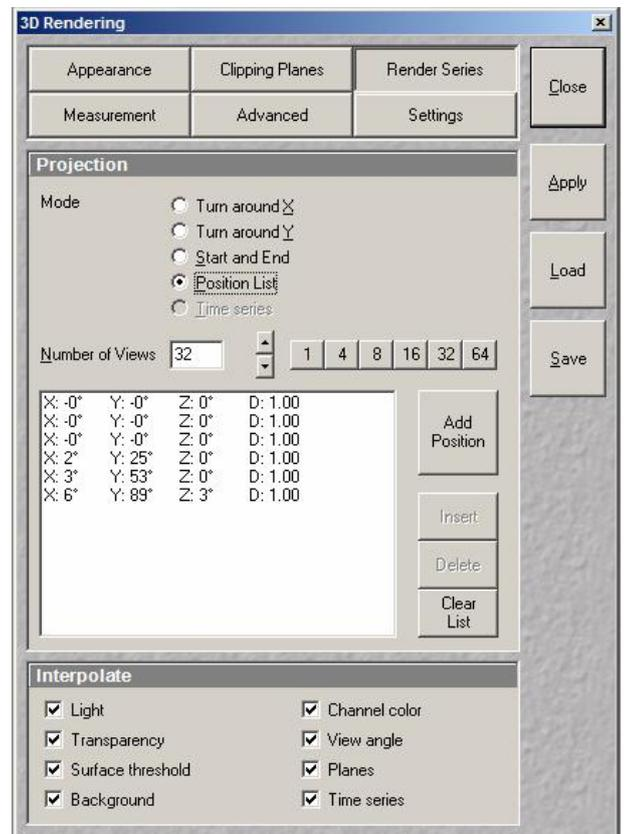 3D Rendering
Appearance Clipping Planes Render Series
Measurement Advanced Settings
Close
Apply
Load
Save
Projection
Mode
Turn around X
Turn around Y
Start and End
Position List
Time series
Number of Views 32 1 4 8 16 32 64
X: -0° Y: -0° Z: 0° D: 1.00
X: -0° Y: -0° Z: 0° D: 1.00
X: -0° Y: -0° Z: 0° D: 1.00
X: 2° Y: 25° Z: 0° D: 1.00
X: 3° Y: 53° Z: 0° D: 1.00
X: 6° Y: 89° Z: 3° D: 1.00
Add
Position
Insert
Delete
Clear
List
Interpolate
Light Channel color
Transparency View angle
Surface threshold Planes
Background Time series